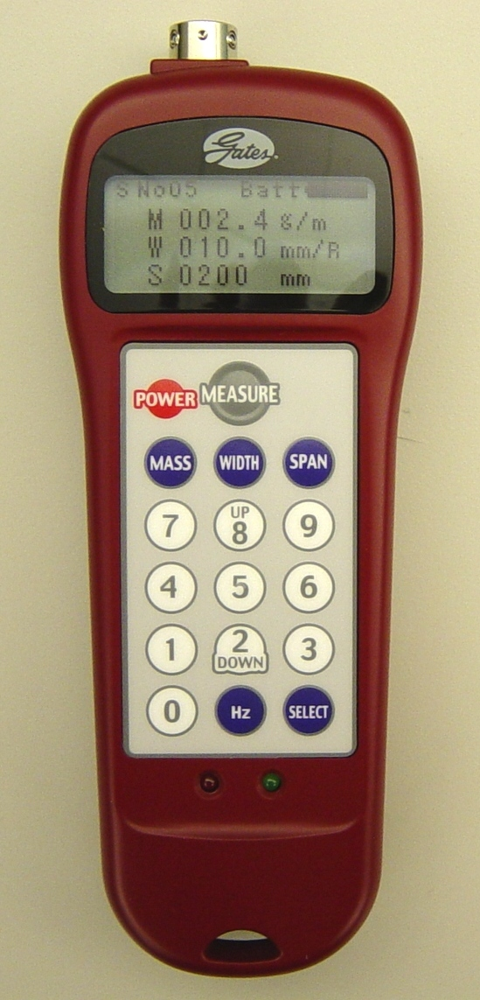 Gates
S No05 Batt
M 002.4 g/m
W 010.0 mm/R
S 0200 mm
POWER MEASURE
MASS WIDTH SPAN
7 UP 8 9
4 5 6
1 2 DOWN 3
0 Hz SELECT